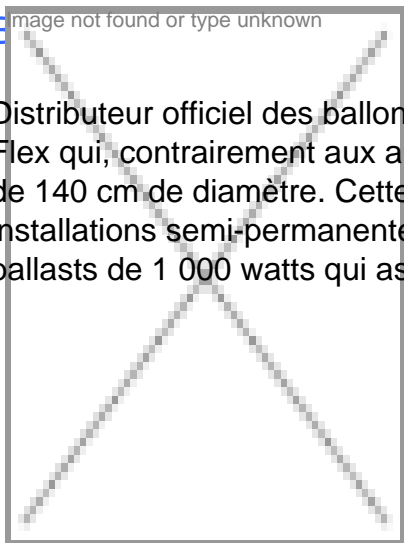 Image not found or type unknown
Distributeur officiel des ballon
Flex qui, contrairement aux a
de 140 cm de diamètre. Cette
installations semi-permanente
ballasts de 1 000 watts qui as